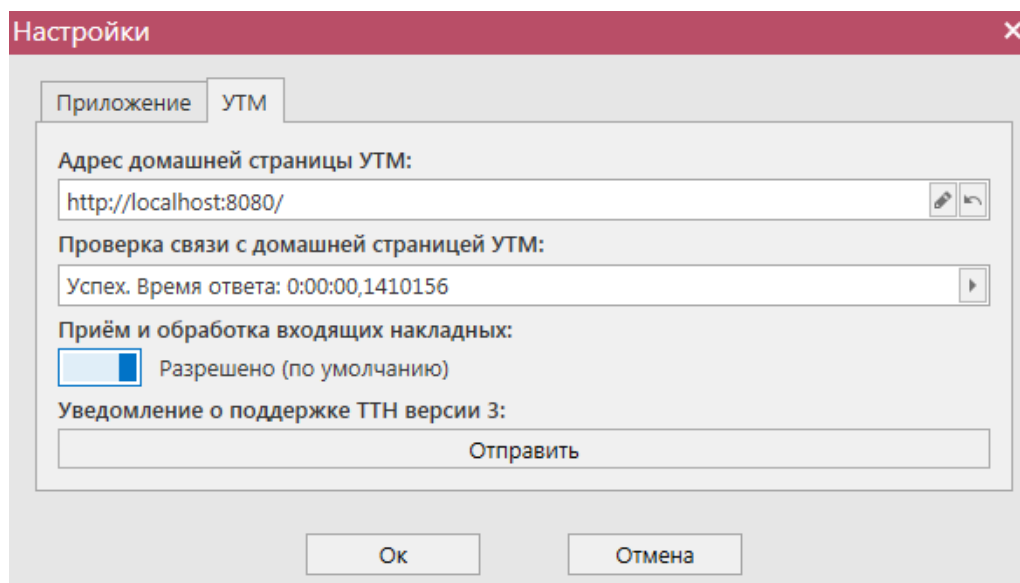 Настройки
Приложение
УТМ
Адрес домашней страницы УТМ:
http://localhost:8080/
Проверка связи с домашней страницей УТМ:
Успех. Время ответа: 0:00:00,1410156
Приём и обработка входящих накладных:
Разрешено (по умолчанию)
Уведомление о поддержке ТТН версии 3:
Отправить
Ок
Отмена